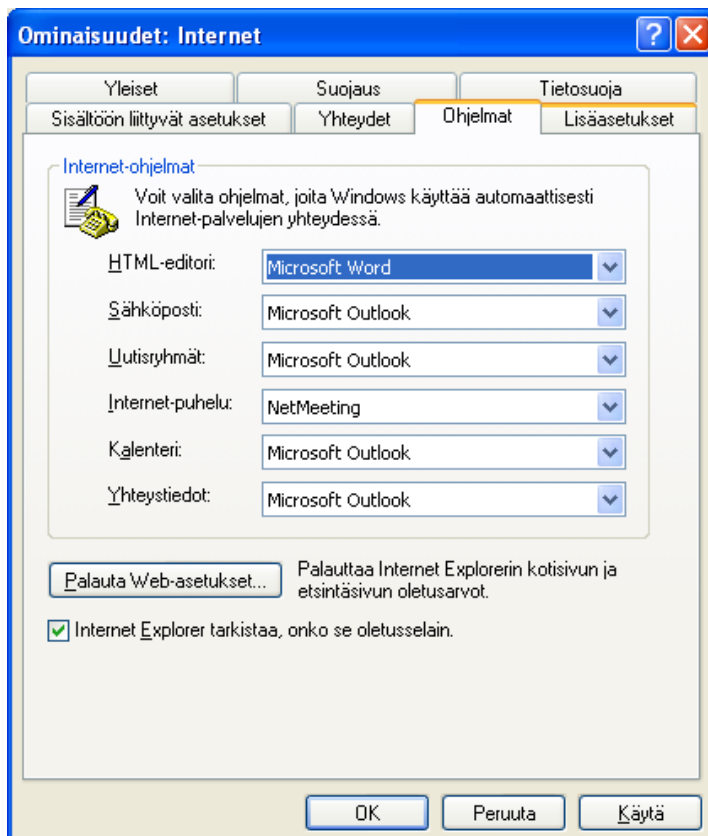 Ominaisuudet: Internet
Yleiset Suojaus Tietosuoja
Sisältöön liittyvät asetukset Yhteydet Ohjelmat Lisäasetukset
Internet-ohjelmat
Voit valita ohjelmat, joita Windows käyttää automaattisesti
Internet-palvelujen yhteydessä.
HTML-editori: Microsoft Word
Sähköposti: Microsoft Outlook
Uutisryhmät: Microsoft Outlook
Internet-puhelu: NetMeeting
Kalenteri: Microsoft Outlook
Yhteystiedot: Microsoft Outlook
Palauta Web-asetukset... Palauttaa Internet Explorerin kotisivun ja
etsintäsivun oletusarvot.
Internet Explorer tarkistaa, onko se oletusselain.
OK Peruuta Käytä